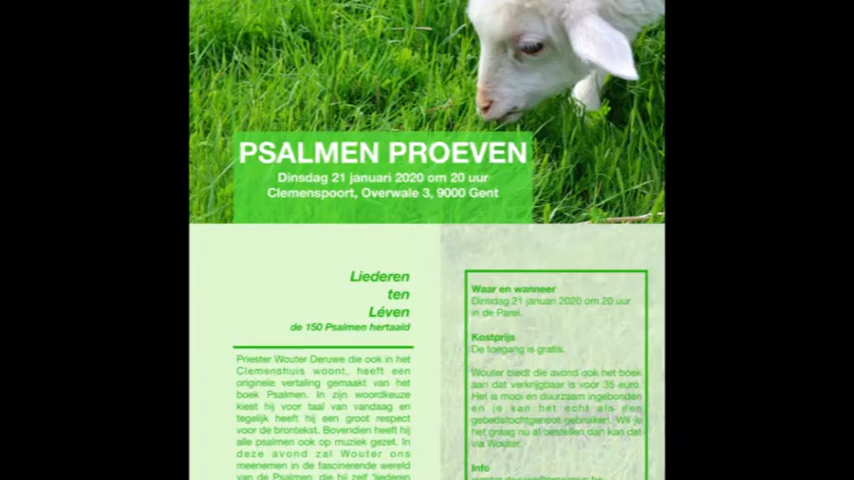 PSALMEN PROEVEN
Dinsdag 21 januari 2020 om 20 uur
Clemenspoort, Overwale 3, 9000 Gent
Liederen
ten
Léven
de 150 Psalmen hertaald
Priester Wouter Deruwe die ook in het
Clemenshuis woont, heeft een
originele vertaling gemaakt van het
boek Psalmen. In zijn woordkeuze
kiest hij voor taal van vandaag en
tegelijk heeft hij een groot respect
voor de brontekst. Bovendien heeft hij
alle psalmen ook op muziek gezet. In
deze avond zal Wouter ons
meenemen in de fascinerende wereld
van de Psalmen, die hij zelf 'liederen
Waar en wanneer
Dinsdag 21 januari 2020 om 20 uur
in de Parel.
Kostprijs
De toegang is gratis.
Wouter biedt die avond ook het boek
aan dat verkrijgbaar is voor 35 euro.
Het is mooi en duurzaam ingebonden
en je kan het echt als een
gebedstochtgenoot gebruiken. Wil je
het graag nu al bestellen dan kan dat
via Wouter.
Info